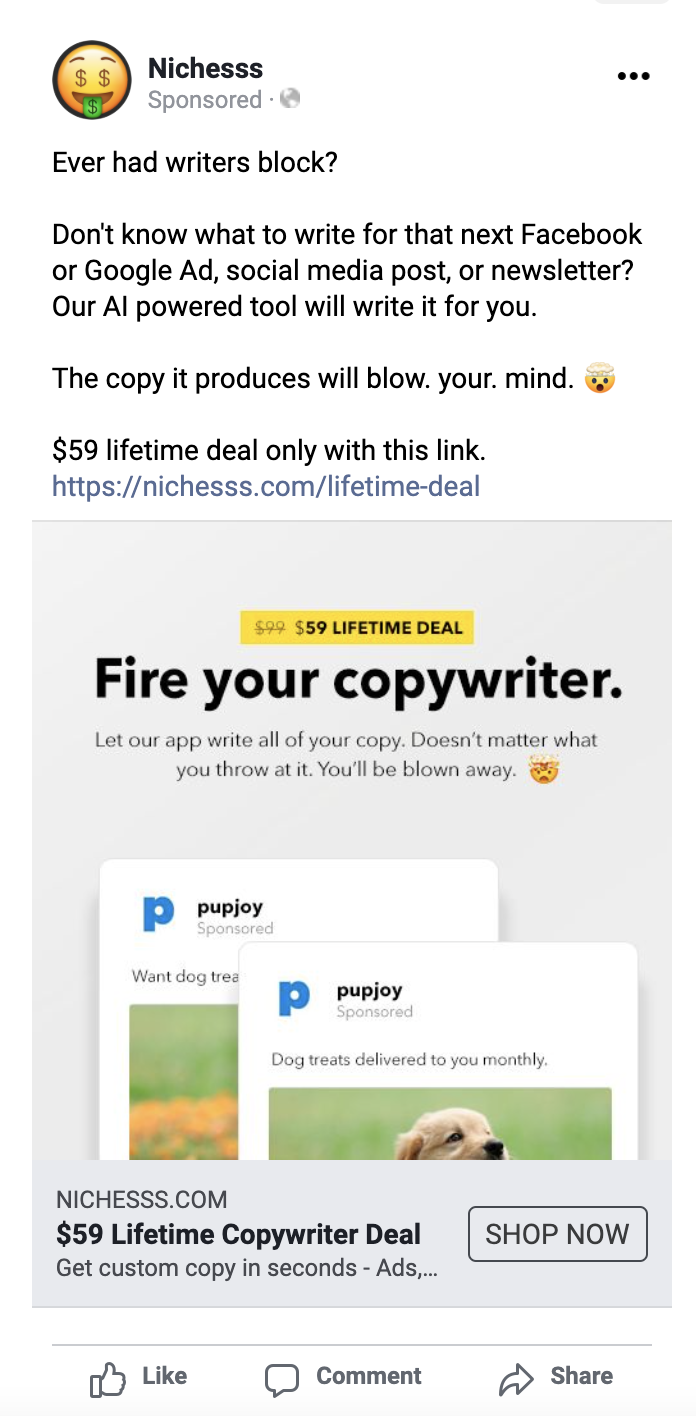 Nichesss
Sponsored ·
Ever had writers block?
Don't know what to write for that next Facebook
or Google Ad, social media post, or newsletter?
Our AI powered tool will write it for you.
The copy it produces will blow. your. mind. 🤯
$59 lifetime deal only with this link.
https://nichesss.com/lifetime-deal
$99 $59 LIFETIME DEAL
Fire your copywriter.
Let our app write all of your copy. Doesn't matter what
you throw at it. You'll be blown away. 🤯
p pupjoy
Sponsored
Want dog trea
p pupjoy
Sponsored
Dog treats delivered to you monthly.
NICHESSS.COM
$59 Lifetime Copywriter Deal
Get custom copy in seconds - Ads,...
SHOP NOW
Like Comment Share